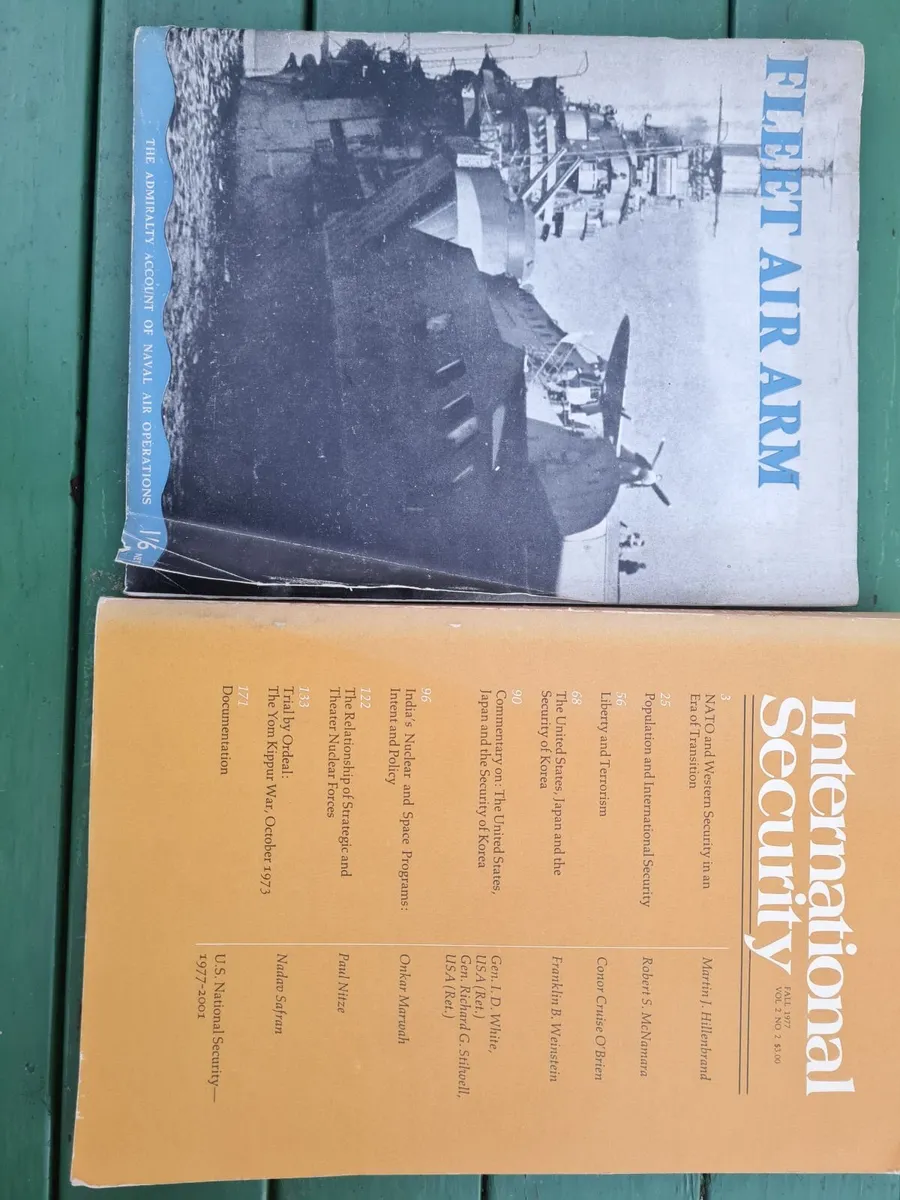 FLEET AIR ARM
THE ADMIRALTY ACCOUNT OF NAVAL AIR OPERATIONS
1/6 NET
International
Security
FALL 1977
VOL 2 NO 2 $3.00
3
NATO and Western Security in an
Era of Transition
Martin J. Hillenbrand
25
Population and International Security
Robert S. McNamara
56
Liberty and Terrorism
Conor Cruise O'Brien
68
The United States, Japan and the
Security of Korea
Franklin B. Weinstein
90
Commentary on: The United States,
Japan and the Security of Korea
Gen. I. D. White,
USA (Ret.)
Gen. Richard G. Stilwell,
USA (Ret.)
96
India's Nuclear and Space Programs:
Intent and Policy
Onkar Marwah
122
The Relationship of Strategic and
Theater Nuclear Forces
Paul Nitze
133
Trial by Ordeal:
The Yom Kippur War, October 1973
Nadav Safran
171
Documentation
U.S. National Security—
1977-2001